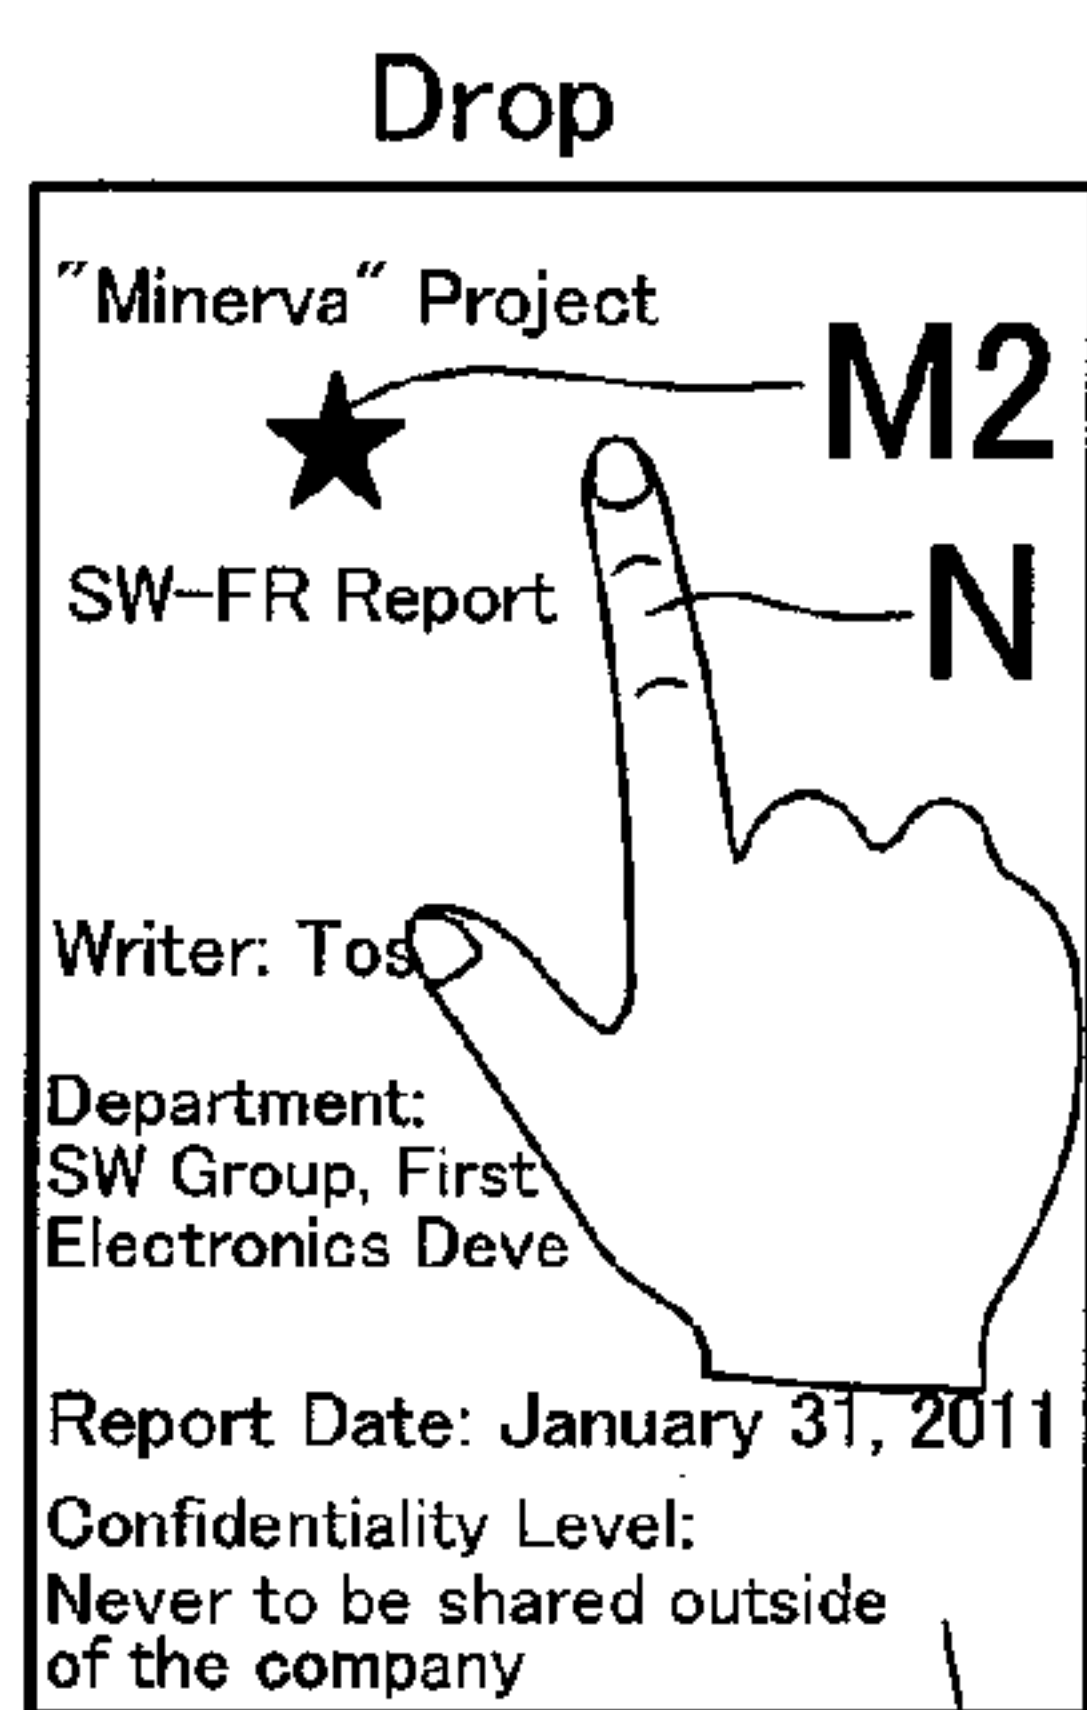 Drop
"Minerva" Project
M2
N
SW-FR Report
Writer: Tos
Department:
SW Group, First
Electronics Deve
Report Date: January 31, 2011
Confidentiality Level:
Never to be shared outside
of the company